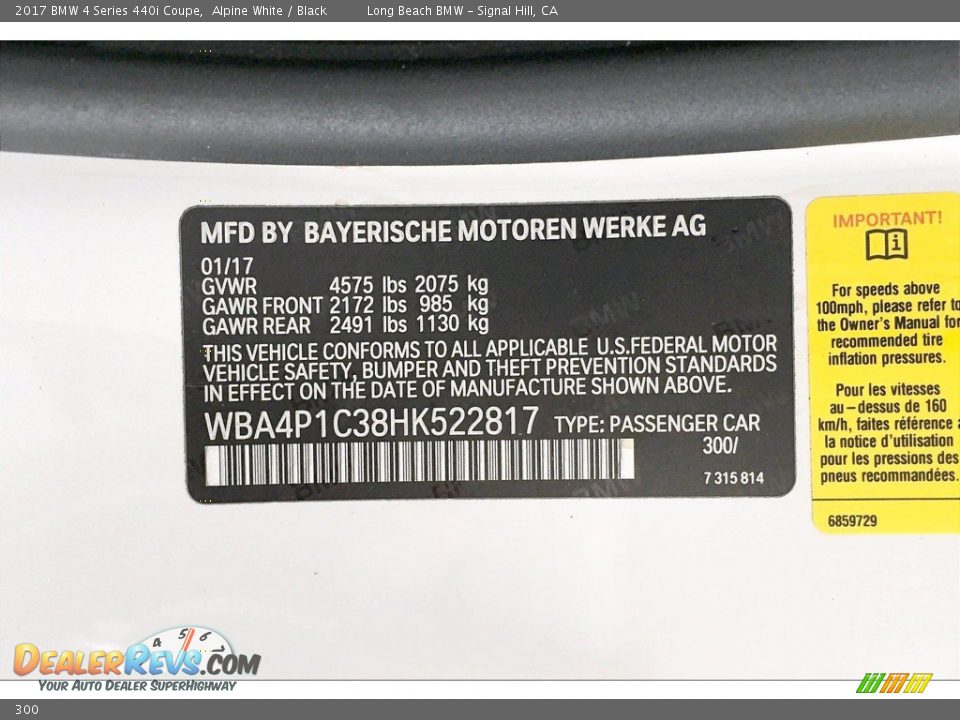 2017 BMW 4 Series 440i Coupe, Alpine White / Black Long Beach BMW - Signal Hill, CA
MFD BY BAYERISCHE MOTOREN WERKE AG
01/17
GVWR 4575 lbs 2075 kg
GAWR FRONT 2172 lbs 985 kg
GAWR REAR 2491 lbs 1130 kg
THIS VEHICLE CONFORMS TO ALL APPLICABLE U.S.FEDERAL MOTOR
VEHICLE SAFETY, BUMPER AND THEFT PREVENTION STANDARDS
IN EFFECT ON THE DATE OF MANUFACTURE SHOWN ABOVE.
WBA4P1C38HK522817 TYPE: PASSENGER CAR
300/
7 315 814
IMPORTANT!
For speeds above
100mph, please refer to
the Owner's Manual for
recommended tire
inflation pressures.
Pour les vitesses
au-dessus de 160
km/h, faites référence à
la notice d'utilisation
pour les pressions des
pneus recommandées.
6859729
4 5 6 7
DEALERREVS.COM
YOUR AUTO DEALER SUPERHIGHWAY
300